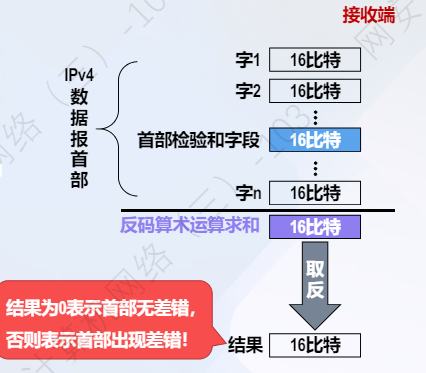 接收端
IPv4
数
据
报
首
部
字1 16比特
字2 16比特
首部检验和字段 16比特
字n 16比特
反码算术运算求和 16比特
取
反
结果为0表示首部无差错，
否则表示首部出现差错！
结果 16比特